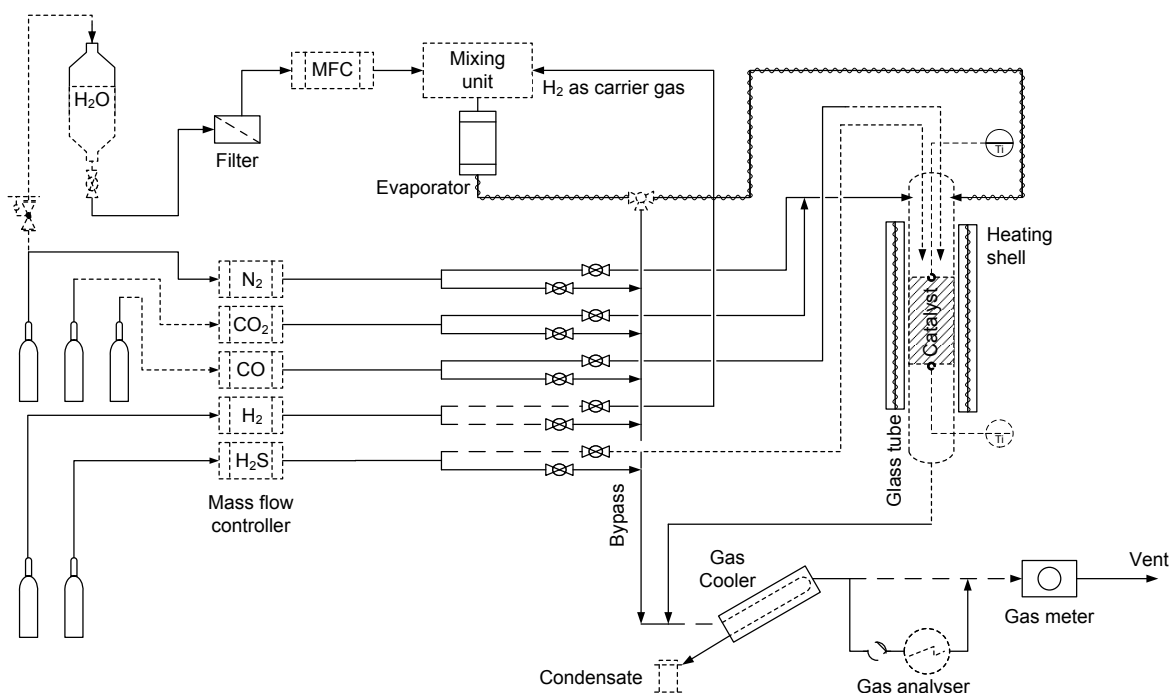 H₂O
MFC
Mixing
unit
H₂ as carrier gas
Filter
Evaporator
Ti
Heating
shell
N₂
CO₂
CO
H₂
H₂S
Mass flow
controller
Catalyst
Glass tube
Ti
Bypass
Gas
Cooler
Vent
Gas meter
Condensate
Gas analyser